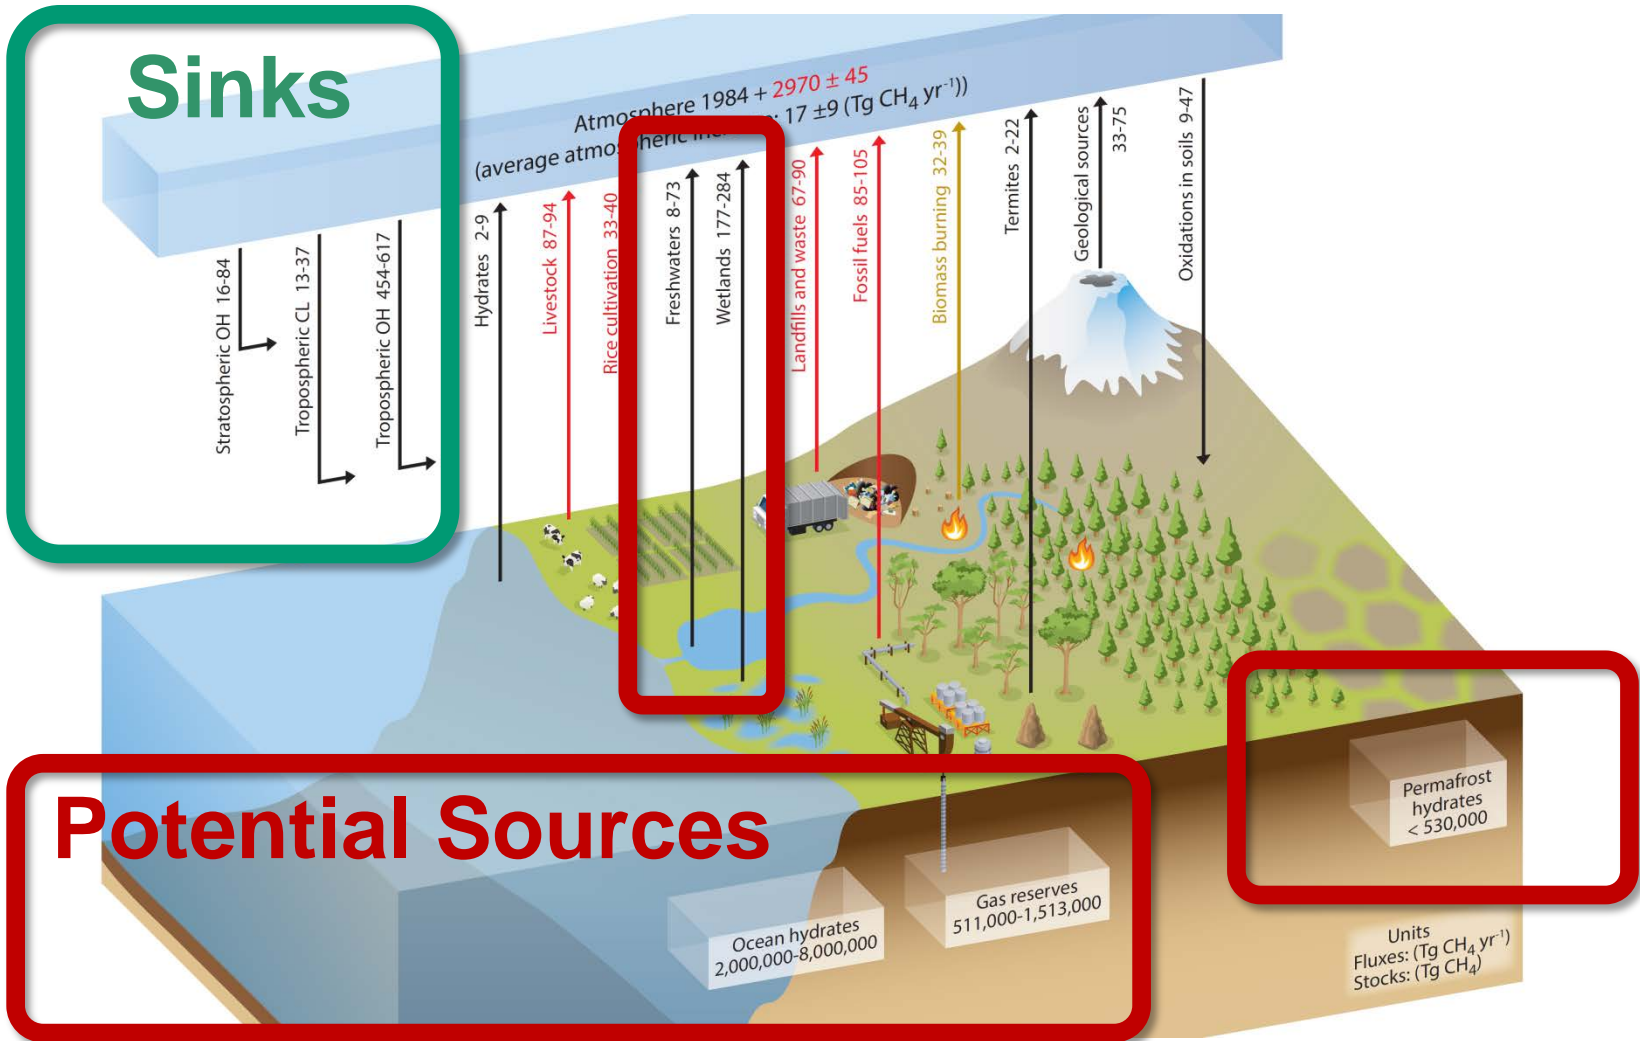 Sinks
Atmosphere 1984 + 2970 ± 45
(average atmospheric : 17 ±9 (Tg CH₄ yr⁻¹))
Stratospheric OH 16-84
Tropospheric CL 13-37
Tropospheric OH 454-617
Hydrates 2-9
Livestock 87-94
Rice cultivation 33-40
Freshwaters 8-73
Wetlands 177-284
Landfills and waste 67-90
Fossil fuels 85-105
Biomass burning 32-39
Termites 2-22
Geological sources
33-75
Oxidations in soils 9-47
Potential Sources
Ocean hydrates
2,000,000-8,000,000
Gas reserves
511,000-1,513,000
Permafrost
hydrates
< 530,000
Units
Fluxes: (Tg CH₄ yr⁻¹)
Stocks: (Tg CH₄)